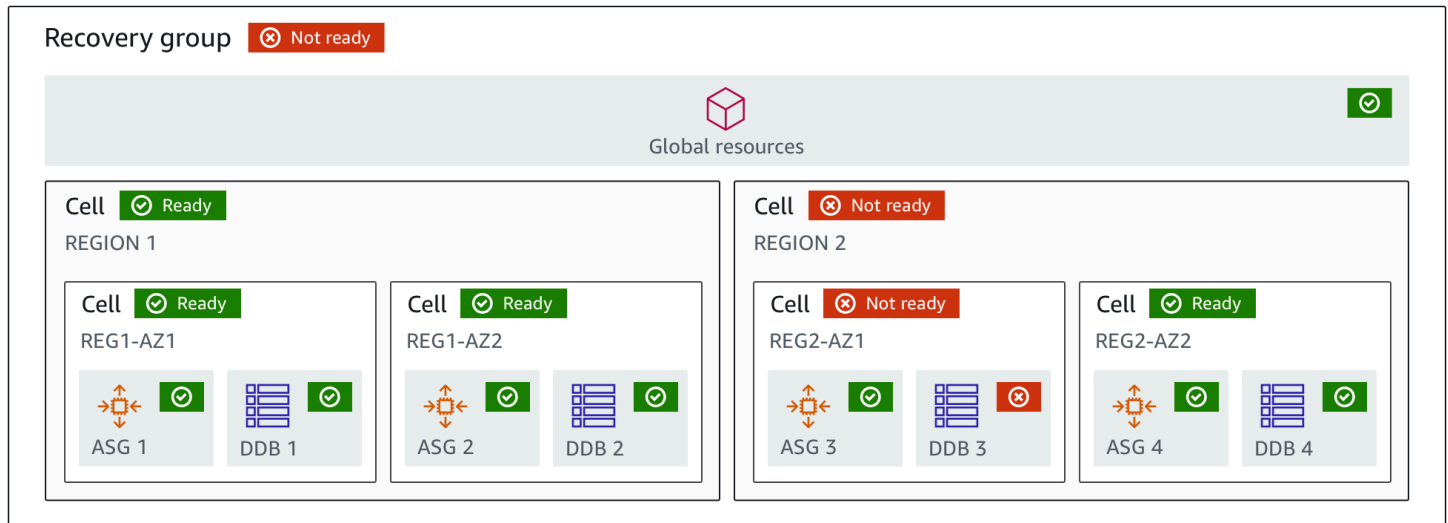 Recovery group Not ready
Global resources
Cell Ready
REGION 1
Cell Ready
REG1-AZ1
ASG 1
DDB 1
Cell Ready
REG1-AZ2
ASG 2
DDB 2
Cell Not ready
REGION 2
Cell Not ready
REG2-AZ1
ASG 3
DDB 3
Cell Ready
REG2-AZ2
ASG 4
DDB 4